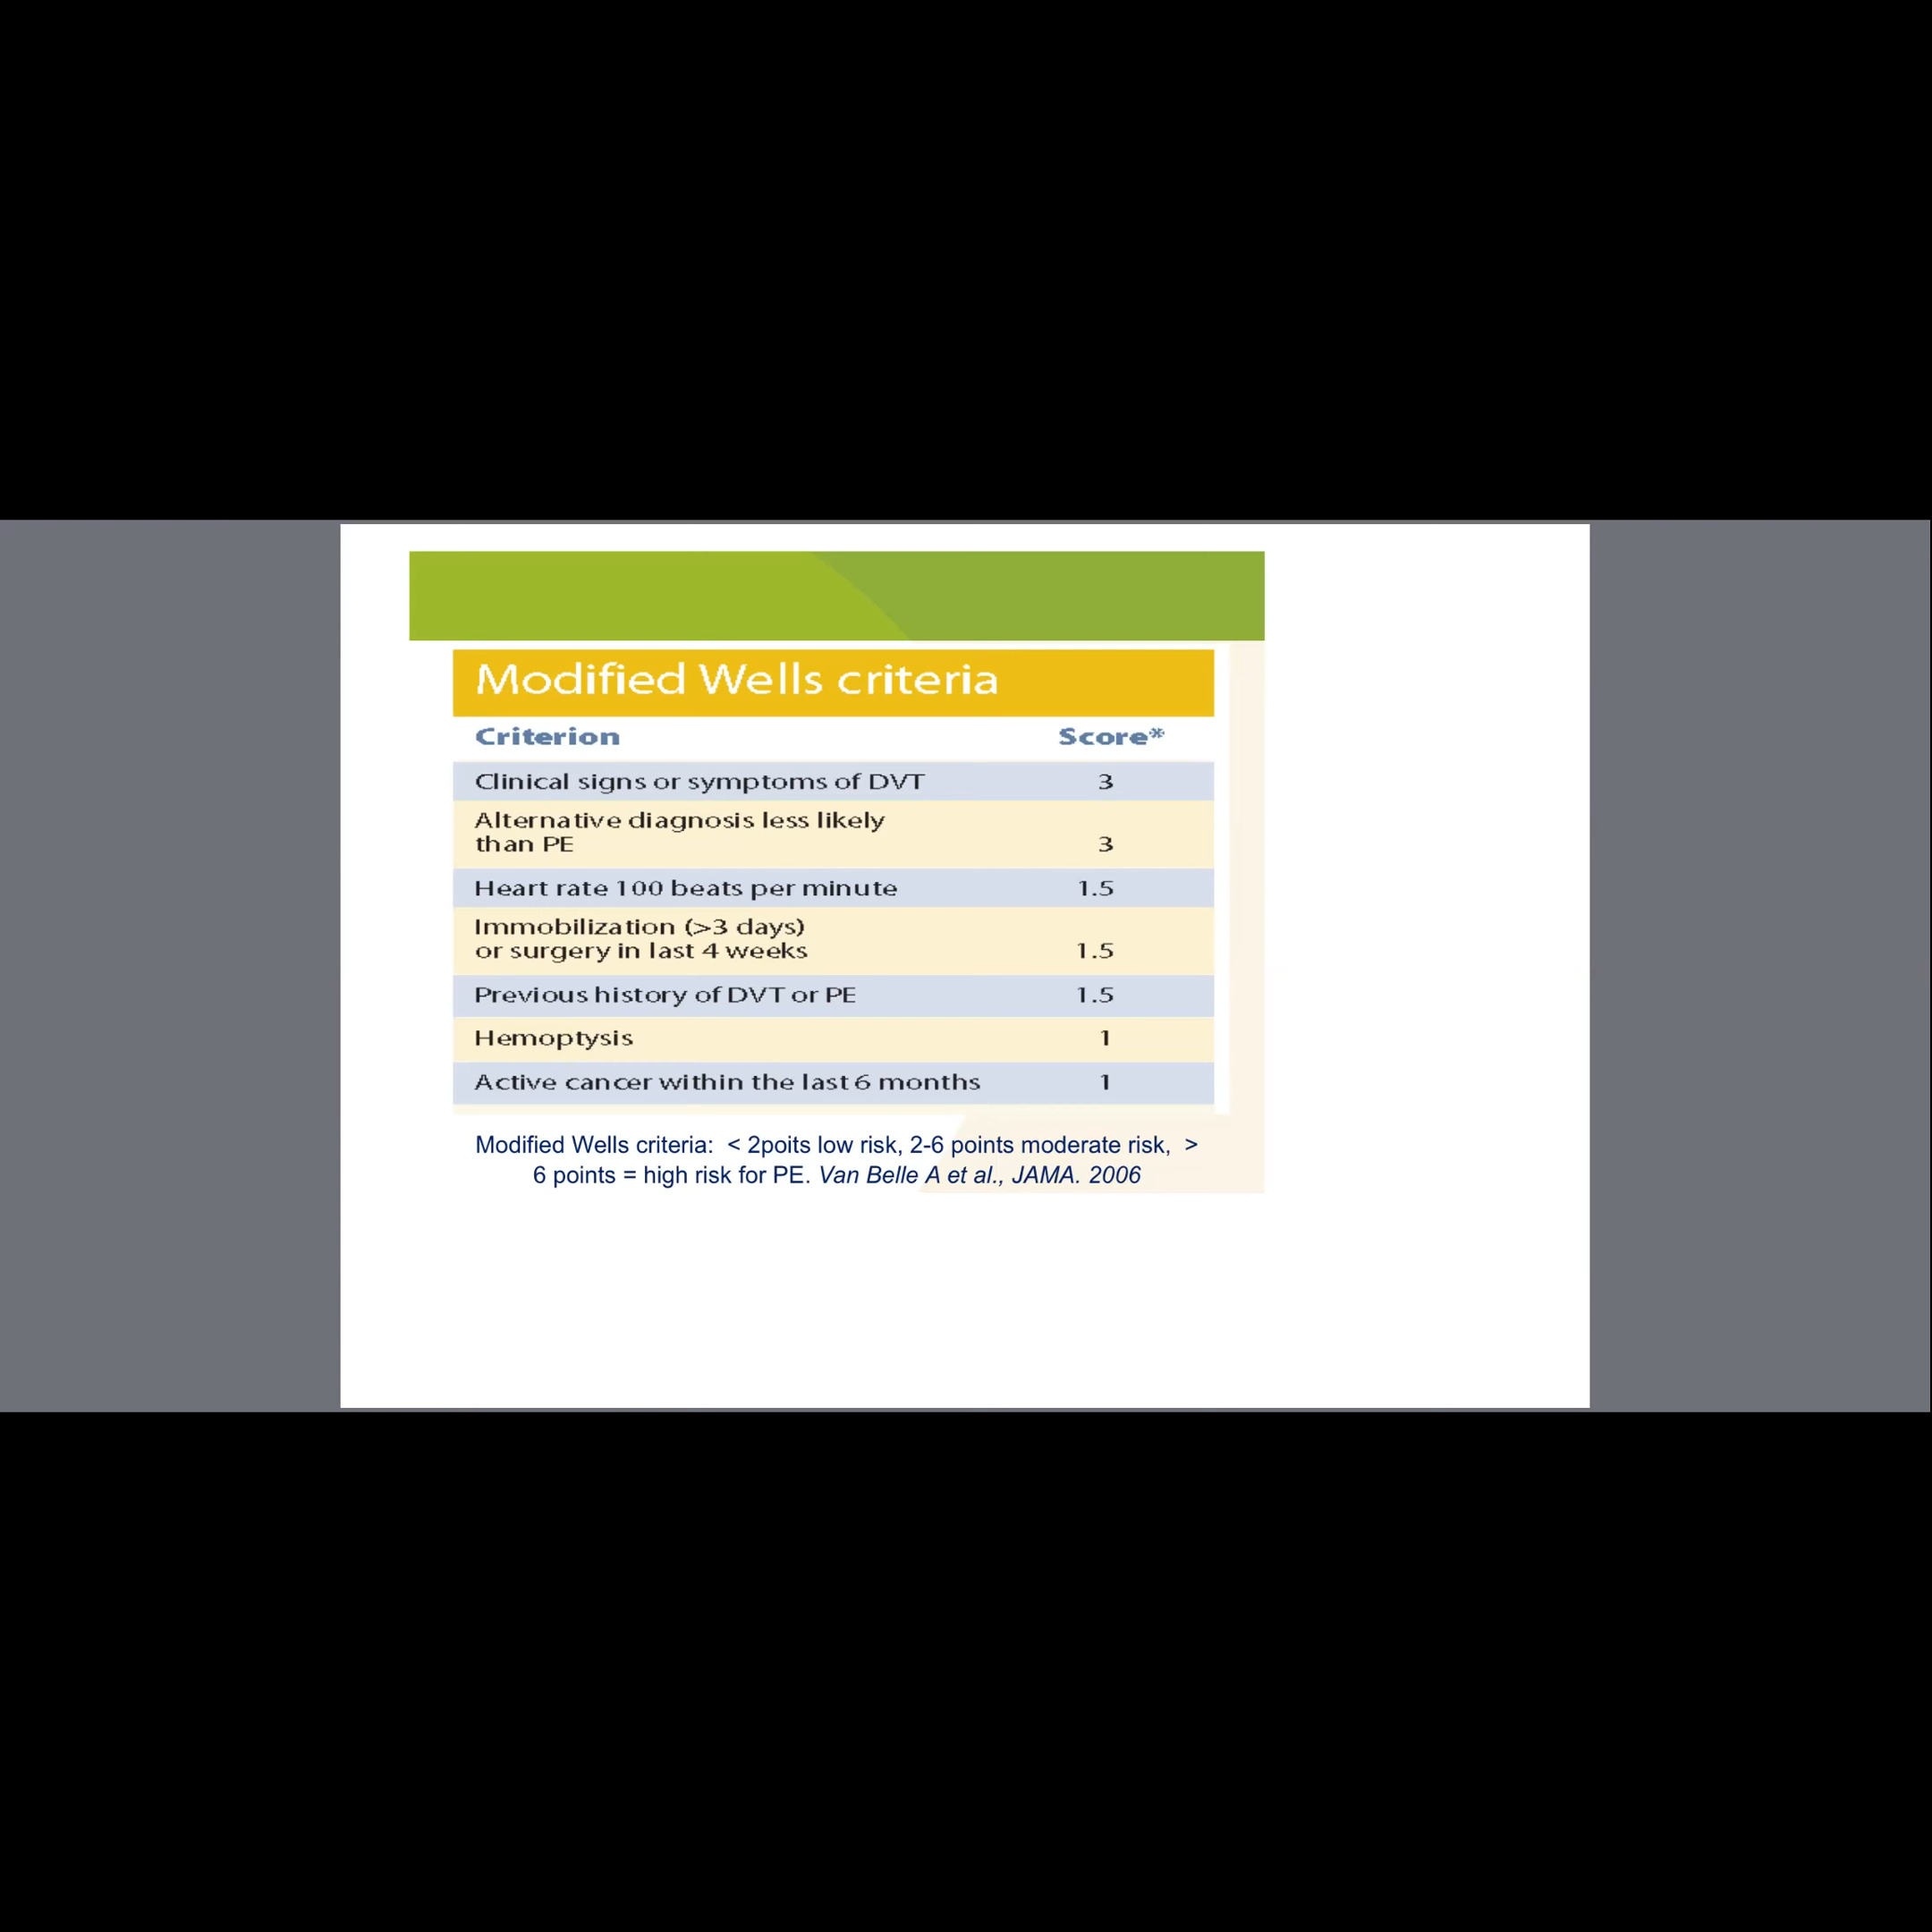 Modified Wells criteria
Criterion Score*
Clinical signs or symptoms of DVT 3
Alternative diagnosis less likely
than PE 3
Heart rate 100 beats per minute 1.5
Immobilization (>3 days)
or surgery in last 4 weeks 1.5
Previous history of DVT or PE 1.5
Hemoptysis 1
Active cancer within the last 6 months 1
Modified Wells criteria: < 2poits low risk, 2-6 points moderate risk, >
6 points = high risk for PE. Van Belle A et al., JAMA. 2006